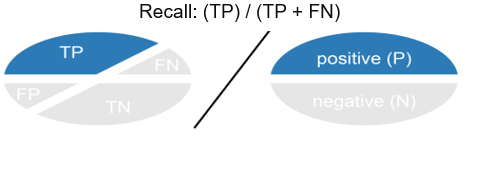 Recall: (TP) / (TP + FN)
TP
FN
FP
TN
positive (P)
negative (N)